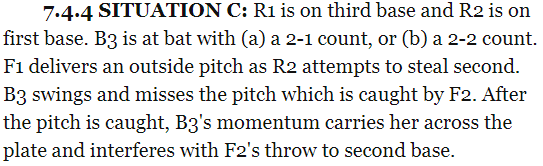 7.4.4 SITUATION C: R1 is on third base and R2 is on
first base. B3 is at bat with (a) a 2-1 count, or (b) a 2-2 count.
F1 delivers an outside pitch as R2 attempts to steal second.
B3 swings and misses the pitch which is caught by F2. After
the pitch is caught, B3's momentum carries her across the
plate and interferes with F2's throw to second base.